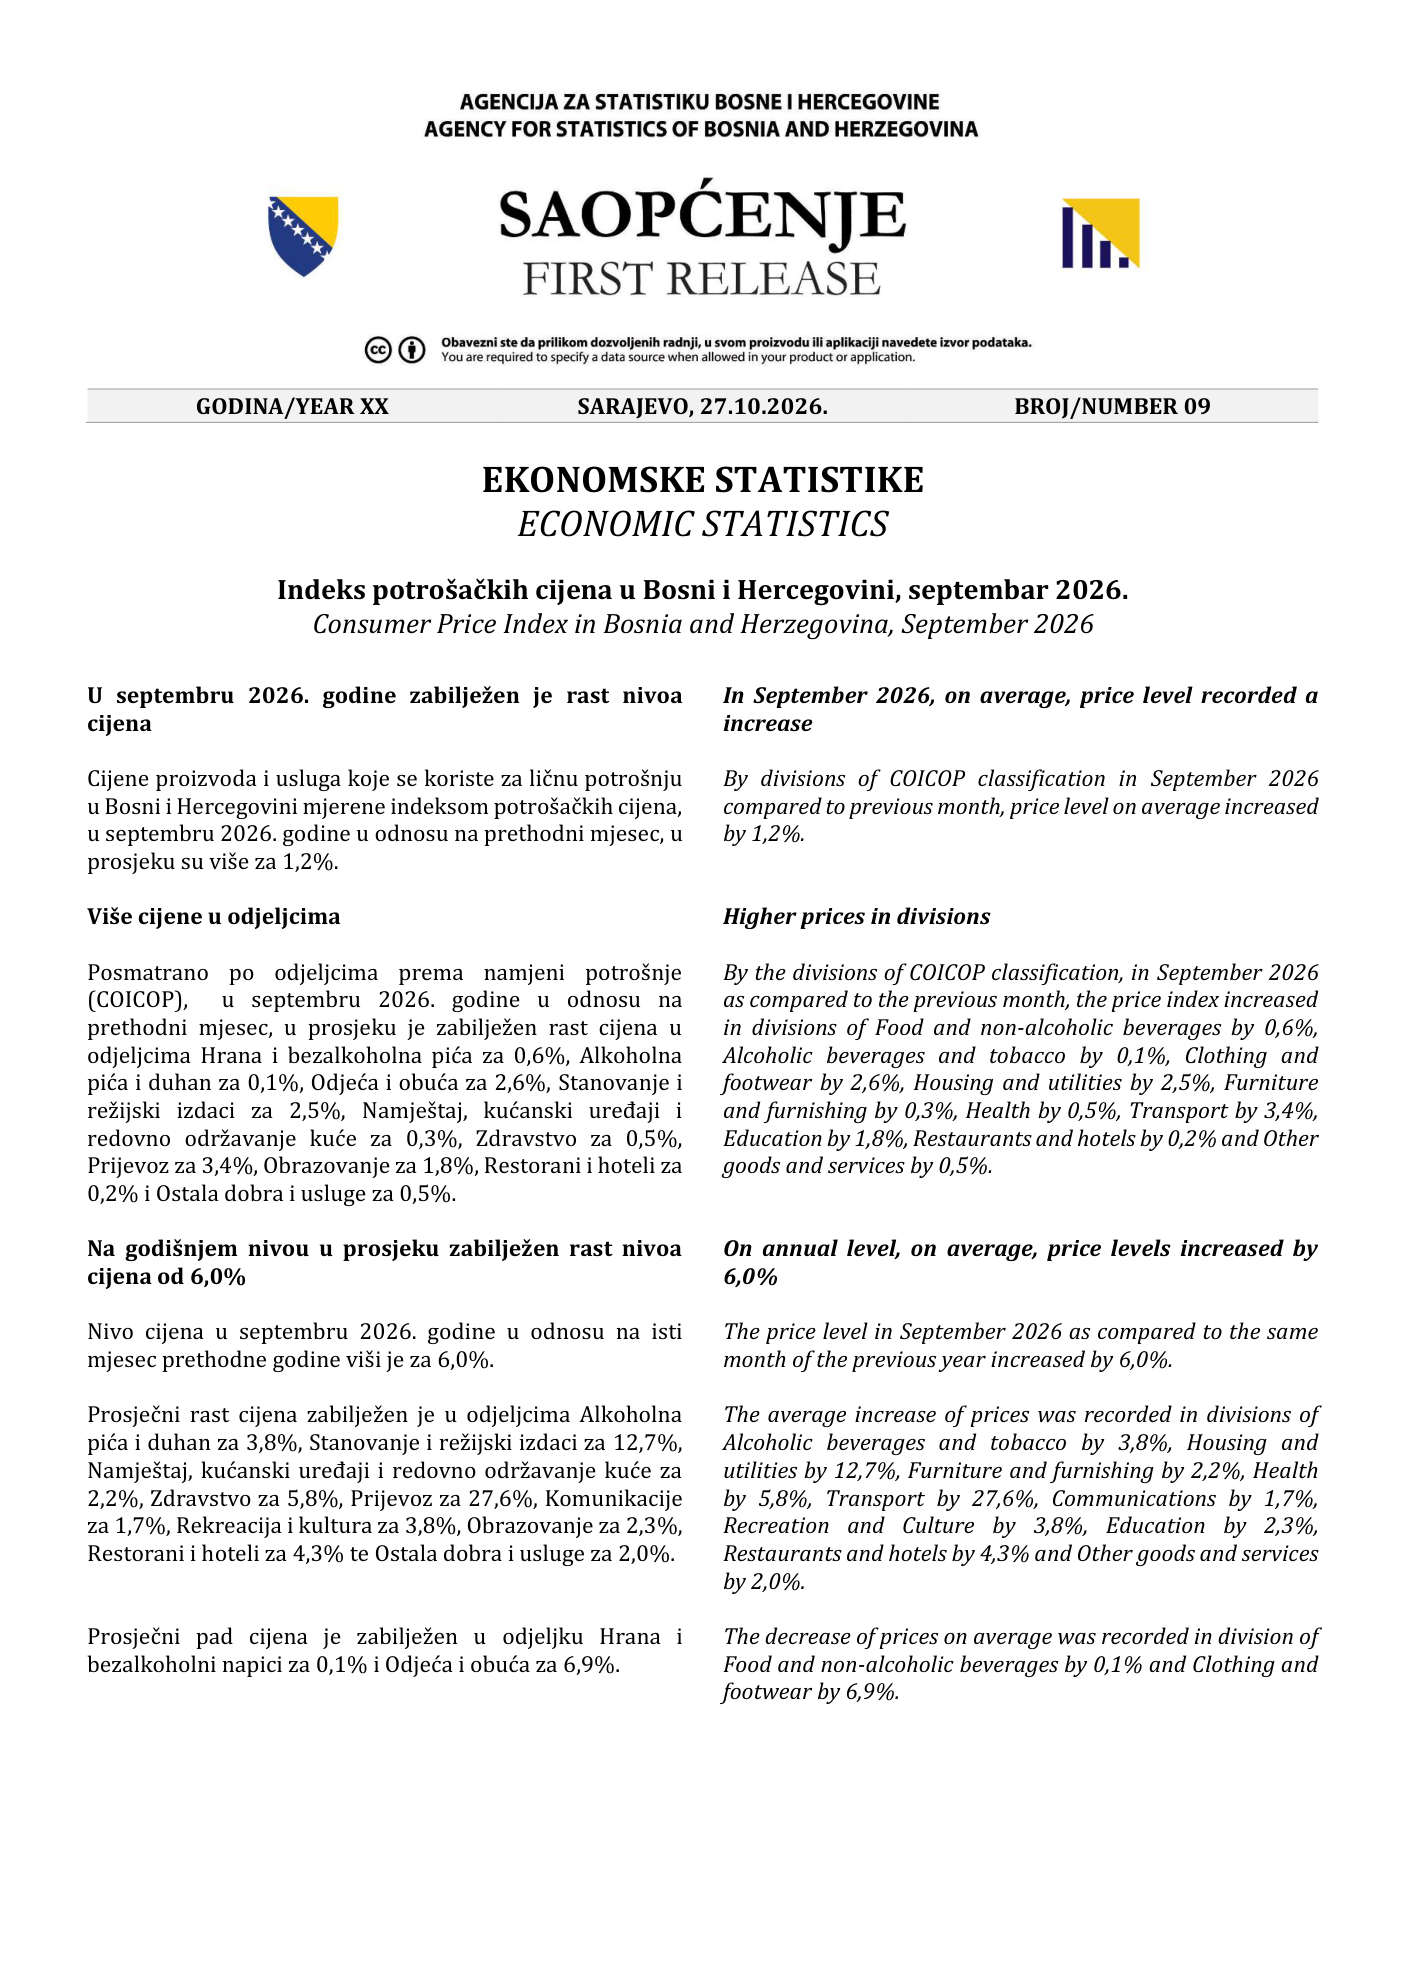 AGENCIJA ZA STATISTIKU BOSNE I HERCEGOVINE
AGENCY FOR STATISTICS OF BOSNIA AND HERZEGOVINA
SAOPĆENJE
FIRST RELEASE
cc
Obavezni ste da prilikom dozvoljenih radnji, u svom proizvodu ili aplikaciji navedete izvor podataka.
You are required to specify a data source when allowed in your product or application.
GODINA/YEAR XX SARAJEVO, 27.10.2026. BROJ/NUMBER 09
EKONOMSKE STATISTIKE
ECONOMIC STATISTICS
Indeks potrošačkih cijena u Bosni i Hercegovini, septembar 2026.
Consumer Price Index in Bosnia and Herzegovina, September 2026
U septembru 2026. godine zabilježen je rast nivoa
cijena
Cijene proizvoda i usluga koje se koriste za ličnu potrošnju
u Bosni i Hercegovini mjerene indeksom potrošačkih cijena,
u septembru 2026. godine u odnosu na prethodni mjesec, u
prosjeku su više za 1,2%.
Više cijene u odjeljcima
Posmatrano po odjeljcima prema namjeni potrošnje
(COICOP), u septembru 2026. godine u odnosu na
prethodni mjesec, u prosjeku je zabilježen rast cijena u
odjeljcima Hrana i bezalkoholna pića za 0,6%, Alkoholna
pića i duhan za 0,1%, Odjeća i obuća za 2,6%, Stanovanje i
režijski izdaci za 2,5%, Namještaj, kućanski uređaji i
redovno održavanje kuće za 0,3%, Zdravstvo za 0,5%,
Prijevoz za 3,4%, Obrazovanje za 1,8%, Restorani i hoteli za
0,2% i Ostala dobra i usluge za 0,5%.
Na godišnjem nivou u prosjeku zabilježen rast nivoa
cijena od 6,0%
Nivo cijena u septembru 2026. godine u odnosu na isti
mjesec prethodne godine viši je za 6,0%.
Prosječni rast cijena zabilježen je u odjeljcima Alkoholna
pića i duhan za 3,8%, Stanovanje i režijski izdaci za 12,7%,
Namještaj, kućanski uređaji i redovno održavanje kuće za
2,2%, Zdravstvo za 5,8%, Prijevoz za 27,6%, Komunikacije
za 1,7%, Rekreacija i kultura za 3,8%, Obrazovanje za 2,3%,
Restorani i hoteli za 4,3% te Ostala dobra i usluge za 2,0%.
Prosječni pad cijena je zabilježen u odjeljku Hrana i
bezalkoholni napici za 0,1% i Odjeća i obuća za 6,9%.
In September 2026, on average, price level recorded a
increase
By divisions of COICOP classification in September 2026
compared to previous month, price level on average increased
by 1,2%.
Higher prices in divisions
By the divisions of COICOP classification, in September 2026
as compared to the previous month, the price index increased
in divisions of Food and non-alcoholic beverages by 0,6%,
Alcoholic beverages and tobacco by 0,1%, Clothing and
footwear by 2,6%, Housing and utilities by 2,5%, Furniture
and furnishing by 0,3%, Health by 0,5%, Transport by 3,4%,
Education by 1,8%, Restaurants and hotels by 0,2% and Other
goods and services by 0,5%.
On annual level, on average, price levels increased by
6,0%
The price level in September 2026 as compared to the same
month of the previous year increased by 6,0%.
The average increase of prices was recorded in divisions of
Alcoholic beverages and tobacco by 3,8%, Housing and
utilities by 12,7%, Furniture and furnishing by 2,2%, Health
by 5,8%, Transport by 27,6%, Communications by 1,7%,
Recreation and Culture by 3,8%, Education by 2,3%,
Restaurants and hotels by 4,3% and Other goods and services
by 2,0%.
The decrease of prices on average was recorded in division of
Food and non-alcoholic beverages by 0,1% and Clothing and
footwear by 6,9%.